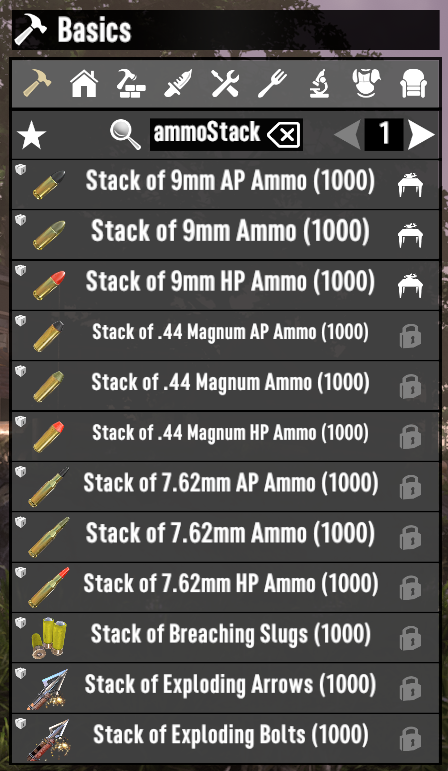 Basics
ammoStack
1
Stack of 9mm AP Ammo (1000)
Stack of 9mm Ammo (1000)
Stack of 9mm HP Ammo (1000)
Stack of .44 Magnum AP Ammo (1000)
Stack of .44 Magnum Ammo (1000)
Stack of .44 Magnum HP Ammo (1000)
Stack of 7.62mm AP Ammo (1000)
Stack of 7.62mm Ammo (1000)
Stack of 7.62mm HP Ammo (1000)
Stack of Breaching Slugs (1000)
Stack of Exploding Arrows (1000)
Stack of Exploding Bolts (1000)